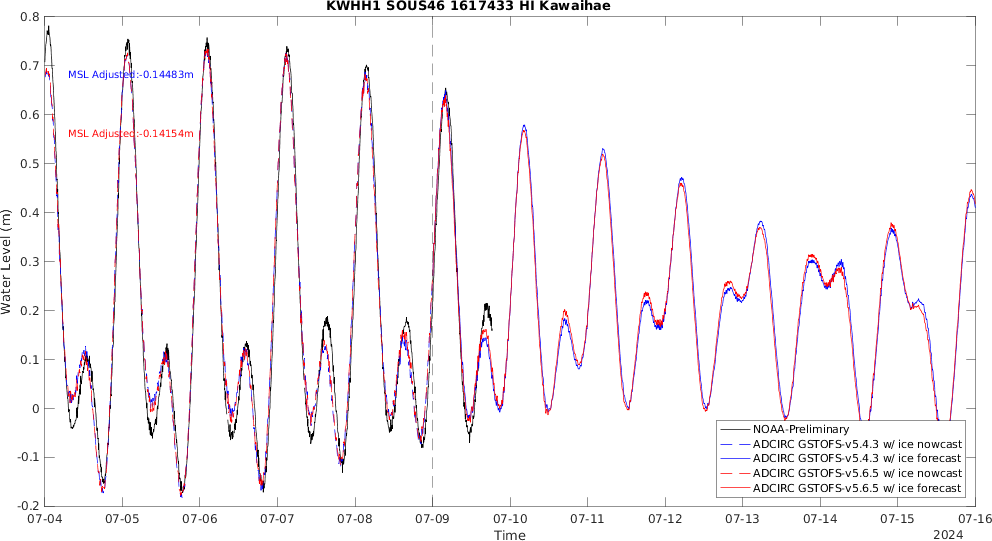 KWHH1 SOUS46 1617433 HI Kawaihae
0.8
0.7
0.6
0.5
0.4
0.3
0.2
0.1
0
-0.1
-0.2
Water Level (m)
MSL Adjusted:-0.14483m
MSL Adjusted:-0.14154m
NOAA-Preliminary
ADCIRC GSTOFS-v5.4.3 w/ ice nowcast
ADCIRC GSTOFS-v5.4.3 w/ ice forecast
ADCIRC GSTOFS-v5.6.5 w/ ice nowcast
ADCIRC GSTOFS-v5.6.5 w/ ice forecast
07-04 07-05 07-06 07-07 07-08 07-09 07-10 07-11 07-12 07-13 07-14 07-15 07-16
Time
2024